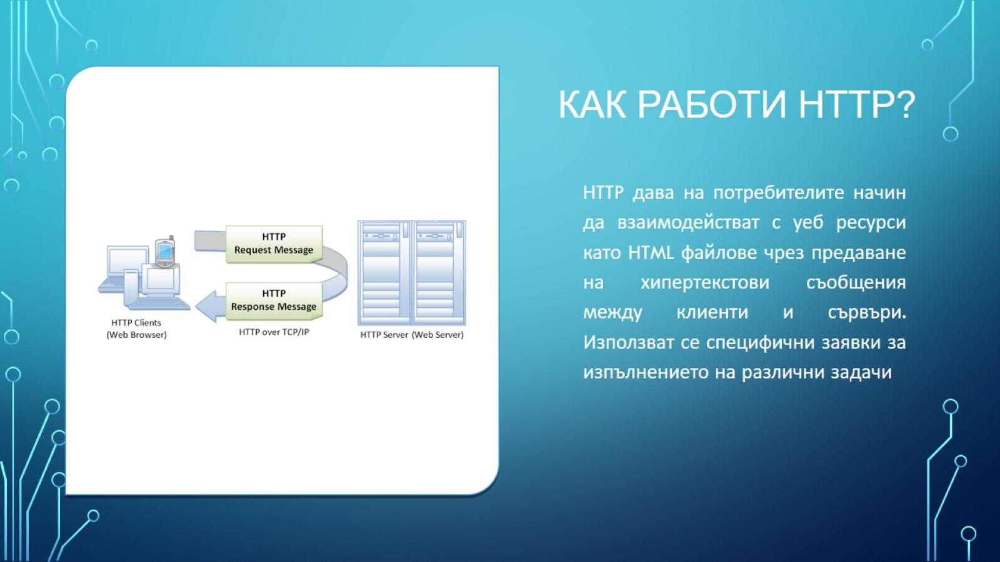 КАК РАБОТИ HTTP?
HTTP дава на потребителите начин
да взаимодействат с уеб ресурси
като HTML файлове чрез предаване
на хипертекстови съобщения
между клиенти и сървъри.
Използват се специфични заявки за
изпълнението на различни задачи
HTTP
Request Message
HTTP
Response Message
HTTP over TCP/IP
HTTP Clients
(Web Browser)
HTTP Server (Web Server)